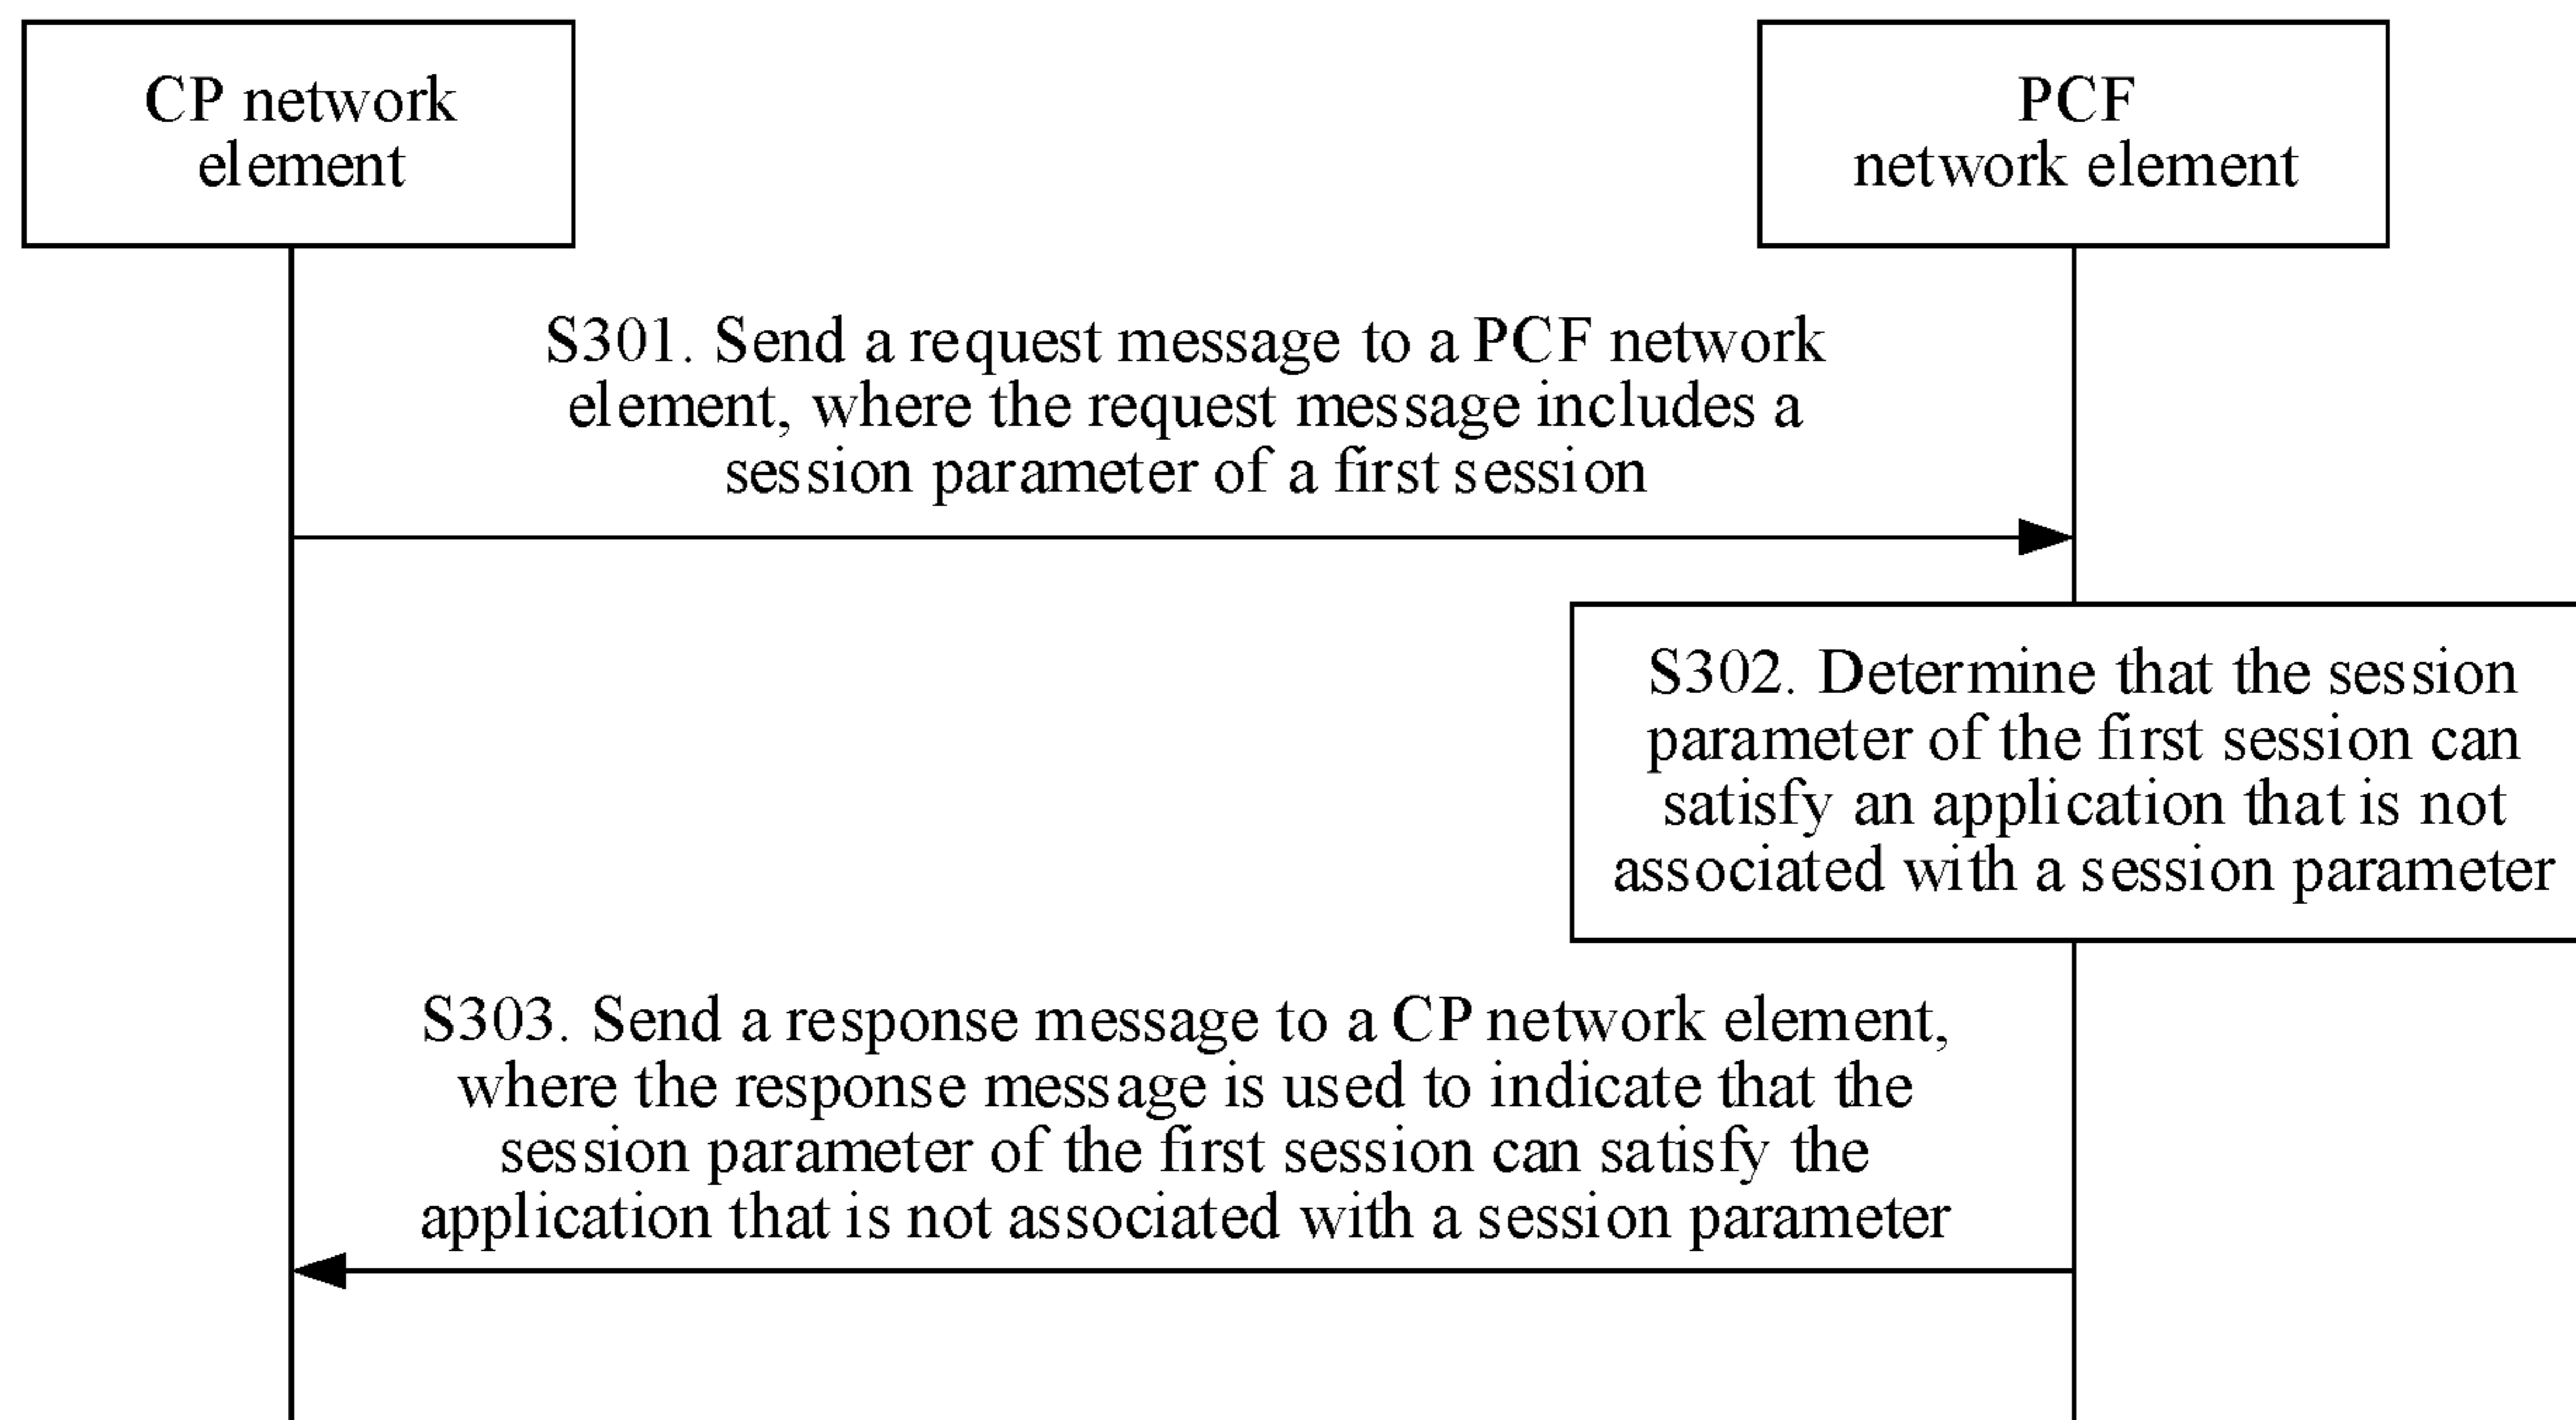 CP network
element
PCF
network element
S301. Send a request message to a PCF network
element, where the request message includes a
session parameter of a first session
S302. Determine that the session
parameter of the first session can
satisfy an application that is not
associated with a session parameter
S303. Send a response message to a CP network element,
where the response message is used to indicate that the
session parameter of the first session can satisfy the
application that is not associated with a session parameter